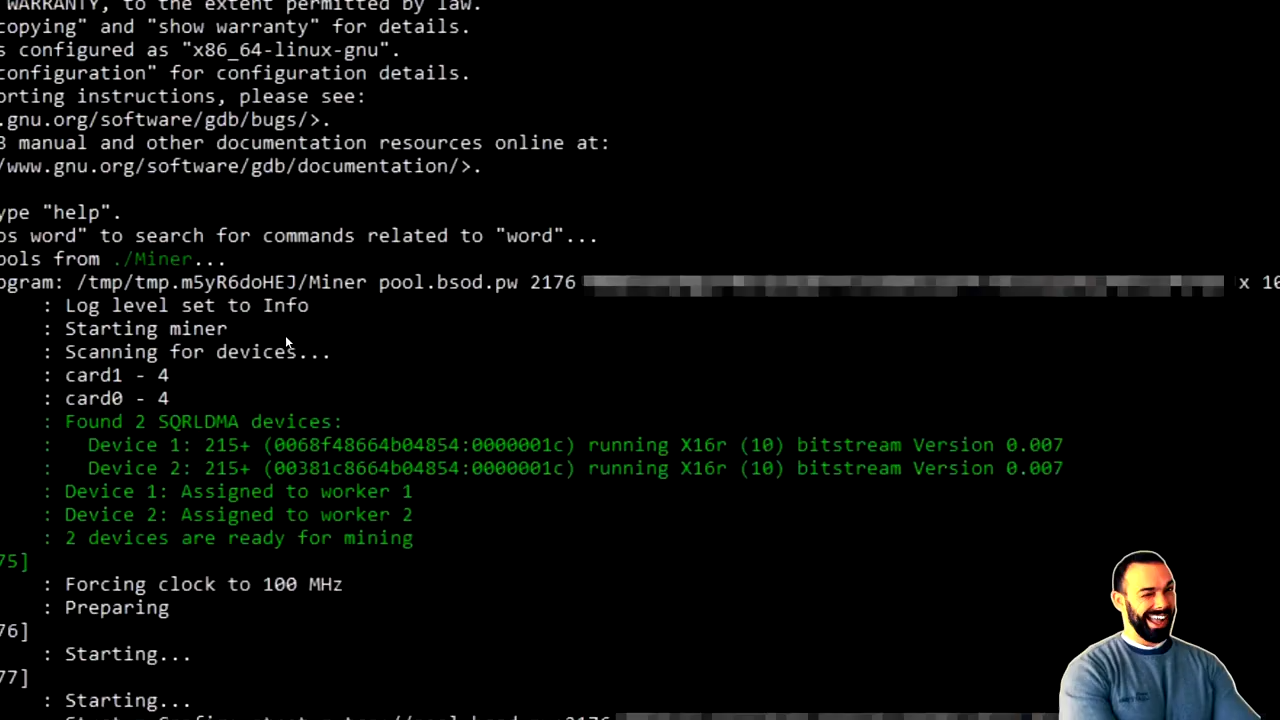 WARRANTY, to the extent permitted by law.
copying" and "show warranty" for details.
s configured as "x86_64-linux-gnu".
configuration" for configuration details.
orting instructions, please see:
.gnu.org/software/gdb/bugs/>.
B manual and other documentation resources online at:
/www.gnu.org/software/gdb/documentation/>.
ype "help".
os word" to search for commands related to "word"...
ools from ./Miner...
ogram: /tmp/tmp.m5yR6doHEJ/Miner pool.bsod.pw 2176 x 10
: Log level set to Info
: Starting miner
: Scanning for devices...
: card1 - 4
: card0 - 4
: Found 2 SQRLDMA devices:
: Device 1: 215+ (0068f48664b04854:0000001c) running X16r (10) bitstream Version 0.007
: Device 2: 215+ (00381c8664b04854:0000001c) running X16r (10) bitstream Version 0.007
: Device 1: Assigned to worker 1
: Device 2: Assigned to worker 2
: 2 devices are ready for mining
75]
: Forcing clock to 100 MHz
: Preparing
76]
: Starting...
77]
: Starting...